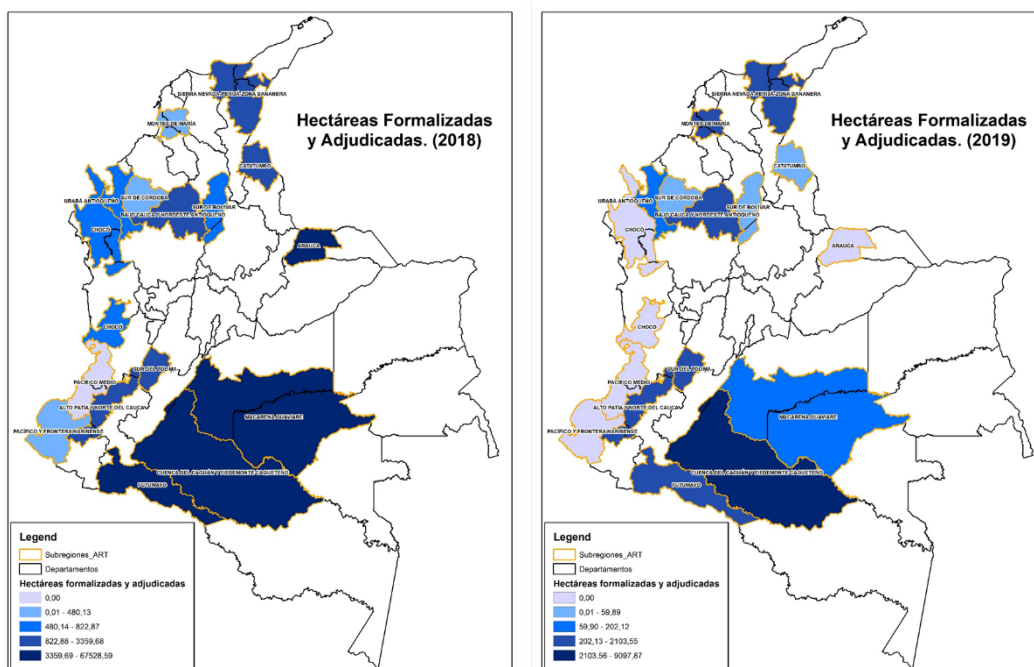 Hectáreas Formalizadas
y Adjudicadas. (2018)
SIERRA NEVADA-PERIJÁ-ZONA BANANERA
MONTES DE MARÍA
CATATUMBO
URABÁ ANTIOQUEÑO
SUR DE CÓRDOBA
SUR DE BOLÍVAR
BAJO CAUCA Y NORDESTE ANTIOQUEÑO
CHOCÓ
ARAUCA
CHOCÓ
SUR DEL TOLIMA
PACÍFICO MEDIO
ALTO PATÍA Y NORTE DEL CAUCA
MACARENA GUAVIARE
PACÍFICO Y FRONTERA NARIÑENSE
CUENCA DEL CAGUÁN Y PIEDEMONTE CAQUETEÑO
PUTUMAYO
Legend
Subregiones_ART
Departamentos
Hectáreas formalizadas y adjudicadas
0,00
0,01 - 480,13
480,14 - 822,87
822,88 - 3359,68
3359,69 - 67528,59
Hectáreas Formalizadas
y Adjudicadas. (2019)
SIERRA NEVADA-PERIJÁ-ZONA BANANERA
MONTES DE MARÍA
CATATUMBO
URABÁ ANTIOQUEÑO
SUR DE CÓRDOBA
SUR DE BOLÍVAR
BAJO CAUCA Y NORDESTE ANTIOQUEÑO
CHOCÓ
ARAUCA
CHOCÓ
SUR DEL TOLIMA
PACÍFICO MEDIO
ALTO PATÍA Y NORTE DEL CAUCA
MACARENA GUAVIARE
PACÍFICO Y FRONTERA NARIÑENSE
CUENCA DEL CAGUÁN Y PIEDEMONTE CAQUETEÑO
PUTUMAYO
Legend
Subregiones_ART
Departamentos
Hectáreas formalizadas y adjudicadas
0,00
0,01 - 59,89
59,90 - 202,12
202,13 - 2103,55
2103,56 - 9097,87